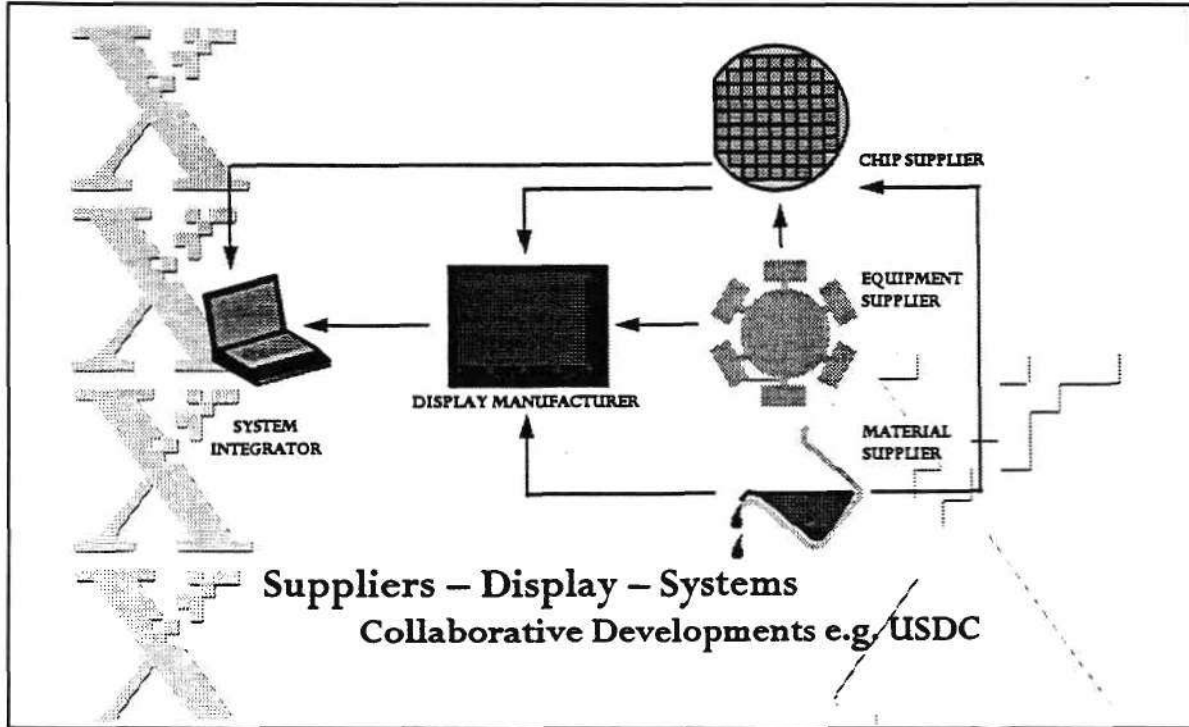 CHIP SUPPLIER
EQUIPMENT
SUPPLIER
DISPLAY MANUFACTURER
SYSTEM
INTEGRATOR
MATERIAL
SUPPLIER
Suppliers – Display – Systems
Collaborative Developments e.g. USDC